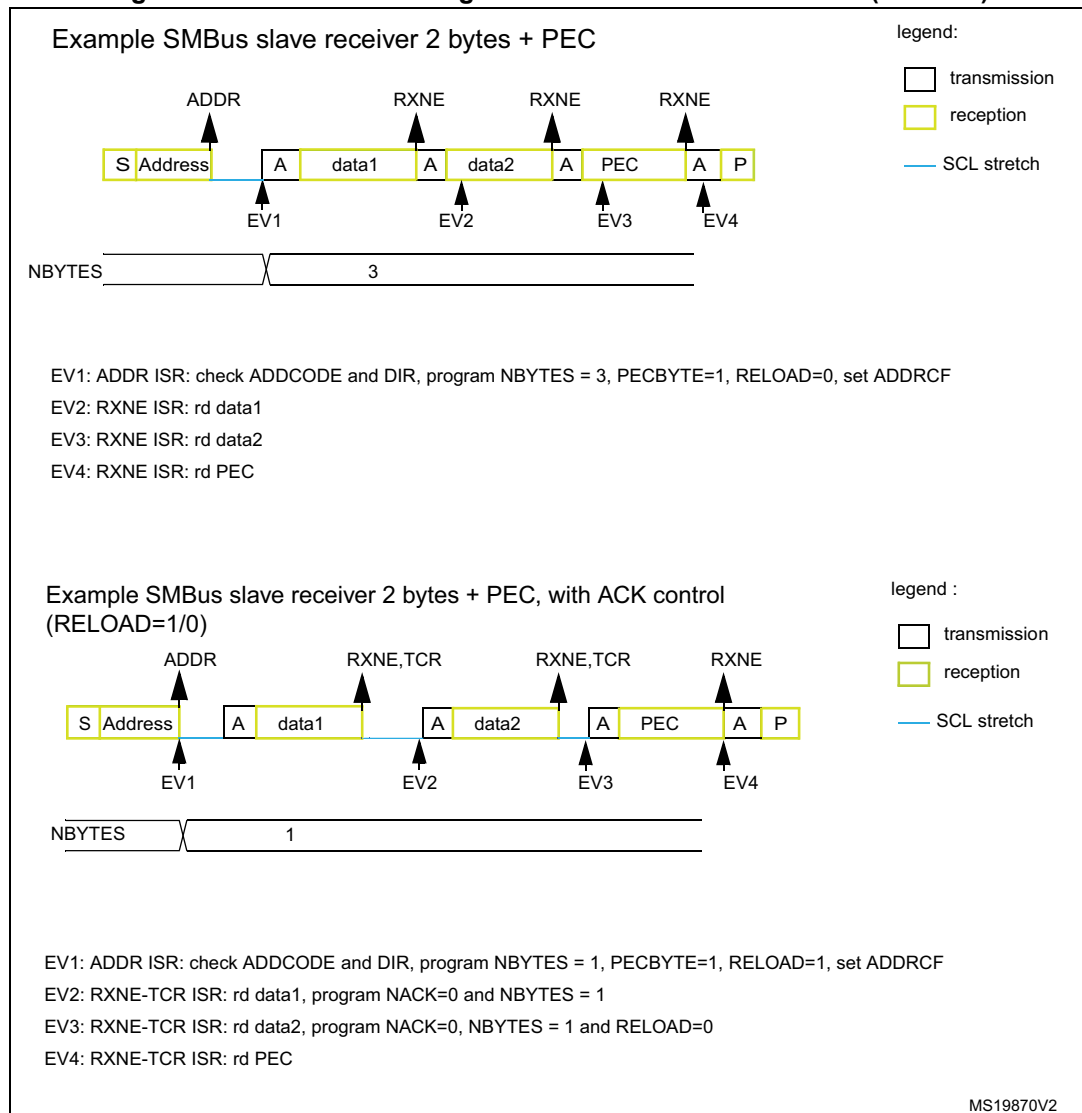 Example SMBus slave receiver 2 bytes + PEC
legend:
transmission
reception
SCL stretch
ADDR RXNE RXNE RXNE
S Address A data1 A data2 A PEC A P
EV1 EV2 EV3 EV4
NBYTES 3
EV1: ADDR ISR: check ADDCODE and DIR, program NBYTES = 3, PECBYTE=1, RELOAD=0, set ADDRCF
EV2: RXNE ISR: rd data1
EV3: RXNE ISR: rd data2
EV4: RXNE ISR: rd PEC
Example SMBus slave receiver 2 bytes + PEC, with ACK control
(RELOAD=1/0)
legend :
transmission
reception
SCL stretch
ADDR RXNE,TCR RXNE,TCR RXNE
S Address A data1 A data2 A PEC A P
EV1 EV2 EV3 EV4
NBYTES 1
EV1: ADDR ISR: check ADDCODE and DIR, program NBYTES = 1, PECBYTE=1, RELOAD=1, set ADDRCF
EV2: RXNE-TCR ISR: rd data1, program NACK=0 and NBYTES = 1
EV3: RXNE-TCR ISR: rd data2, program NACK=0, NBYTES = 1 and RELOAD=0
EV4: RXNE-TCR ISR: rd PEC
MS19870V2